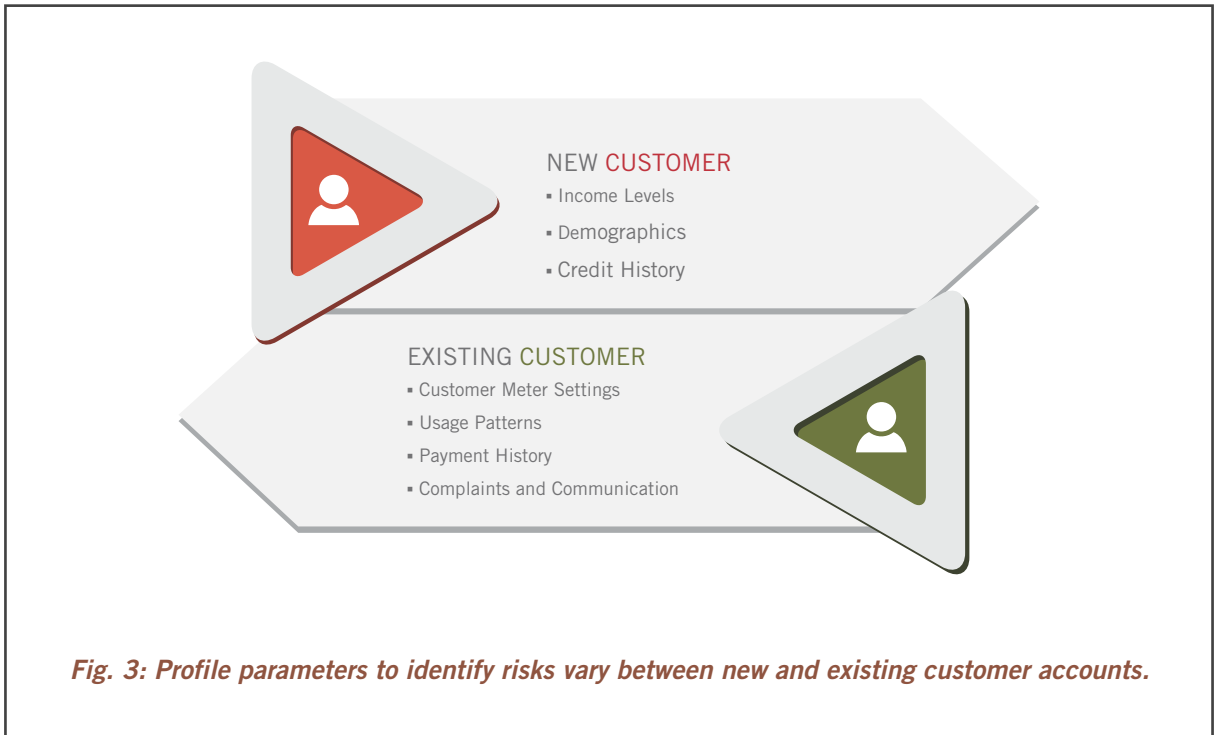 NEW CUSTOMER
▪ Income Levels
▪ Demographics
▪ Credit History
EXISTING CUSTOMER
▪ Customer Meter Settings
▪ Usage Patterns
▪ Payment History
▪ Complaints and Communication
Fig. 3: Profile parameters to identify risks vary between new and existing customer accounts.